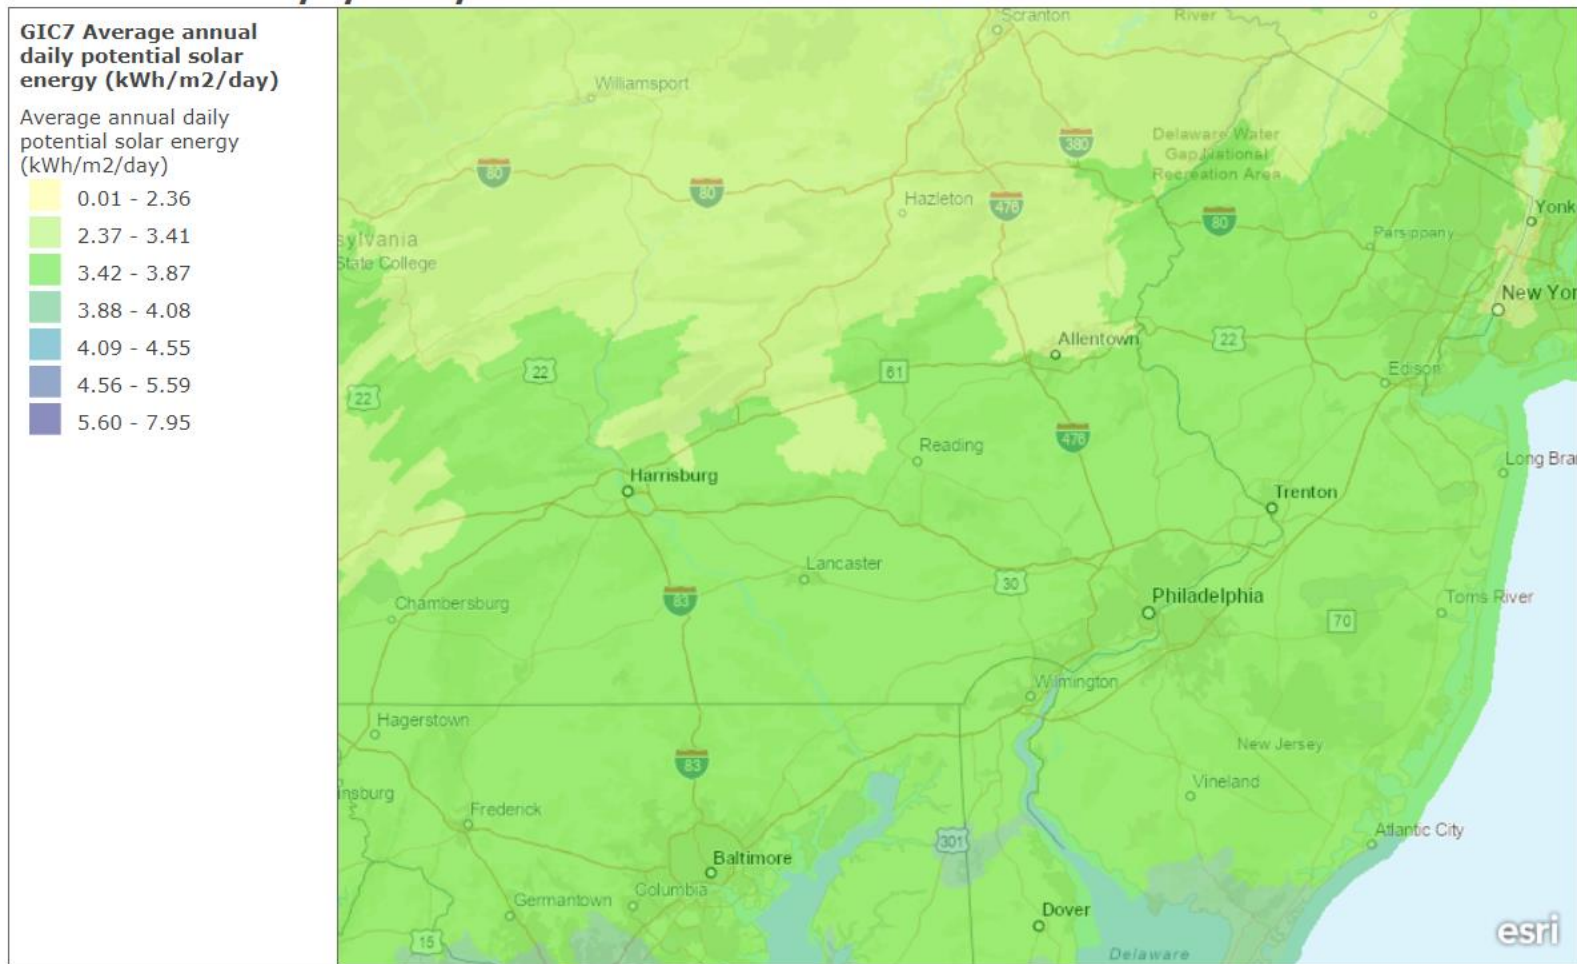 GIC7 Average annual
daily potential solar
energy (kWh/m2/day)
Average annual daily
potential solar energy
(kWh/m2/day)
0.01 - 2.36
2.37 - 3.41
3.42 - 3.87
3.88 - 4.08
4.09 - 4.55
4.56 - 5.59
5.60 - 7.95
Scranton
River
Williamsport
380
Delaware Water
Gap National
Recreation Area
80
80
Hazleton
476
80
Yonk
Parsippany
sylvania
State College
New Yor
Allentown
22
22
61
Edison
22
476
Reading
Long Bra
Harrisburg
Trenton
Lancaster
30
Philadelphia
83
Chambersburg
Toms River
70
Wilmington
Hagerstown
New Jersey
83
insburg
Vineland
Frederick
Atlantic City
301
Baltimore
Columbia
Germantown
Dover
15
esri
Delaware